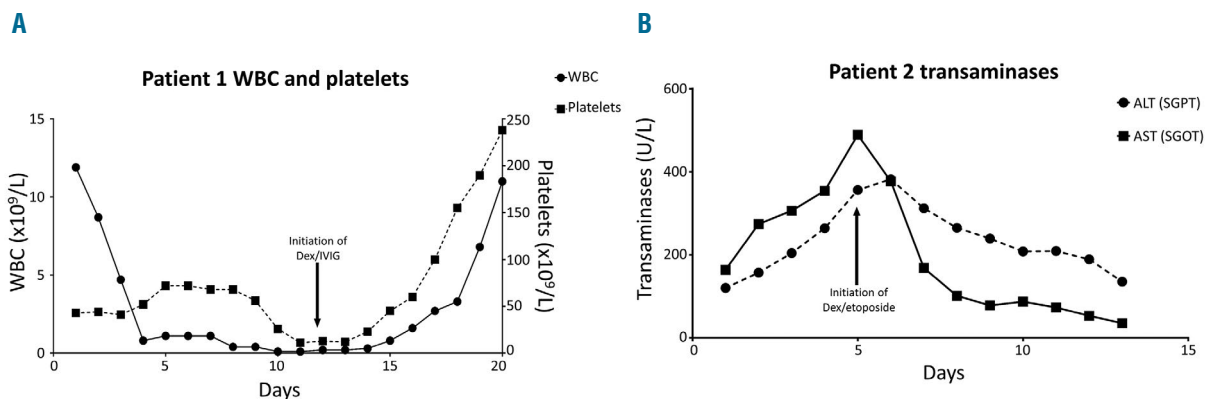 A
Patient 1 WBC and platelets
WBC
Platelets
WBC (x10⁹/L)
15
10
5
0
Initiation of
Dex/IVIG
250
200
150
100
50
0
Platelets (x10⁹/L)
0 5 10 15 20
Days
B
Patient 2 transaminases
ALT (SGPT)
AST (SGOT)
Transaminases (U/L)
600
400
200
0
Initiation of
Dex/etoposide
0 5 10 15
Days